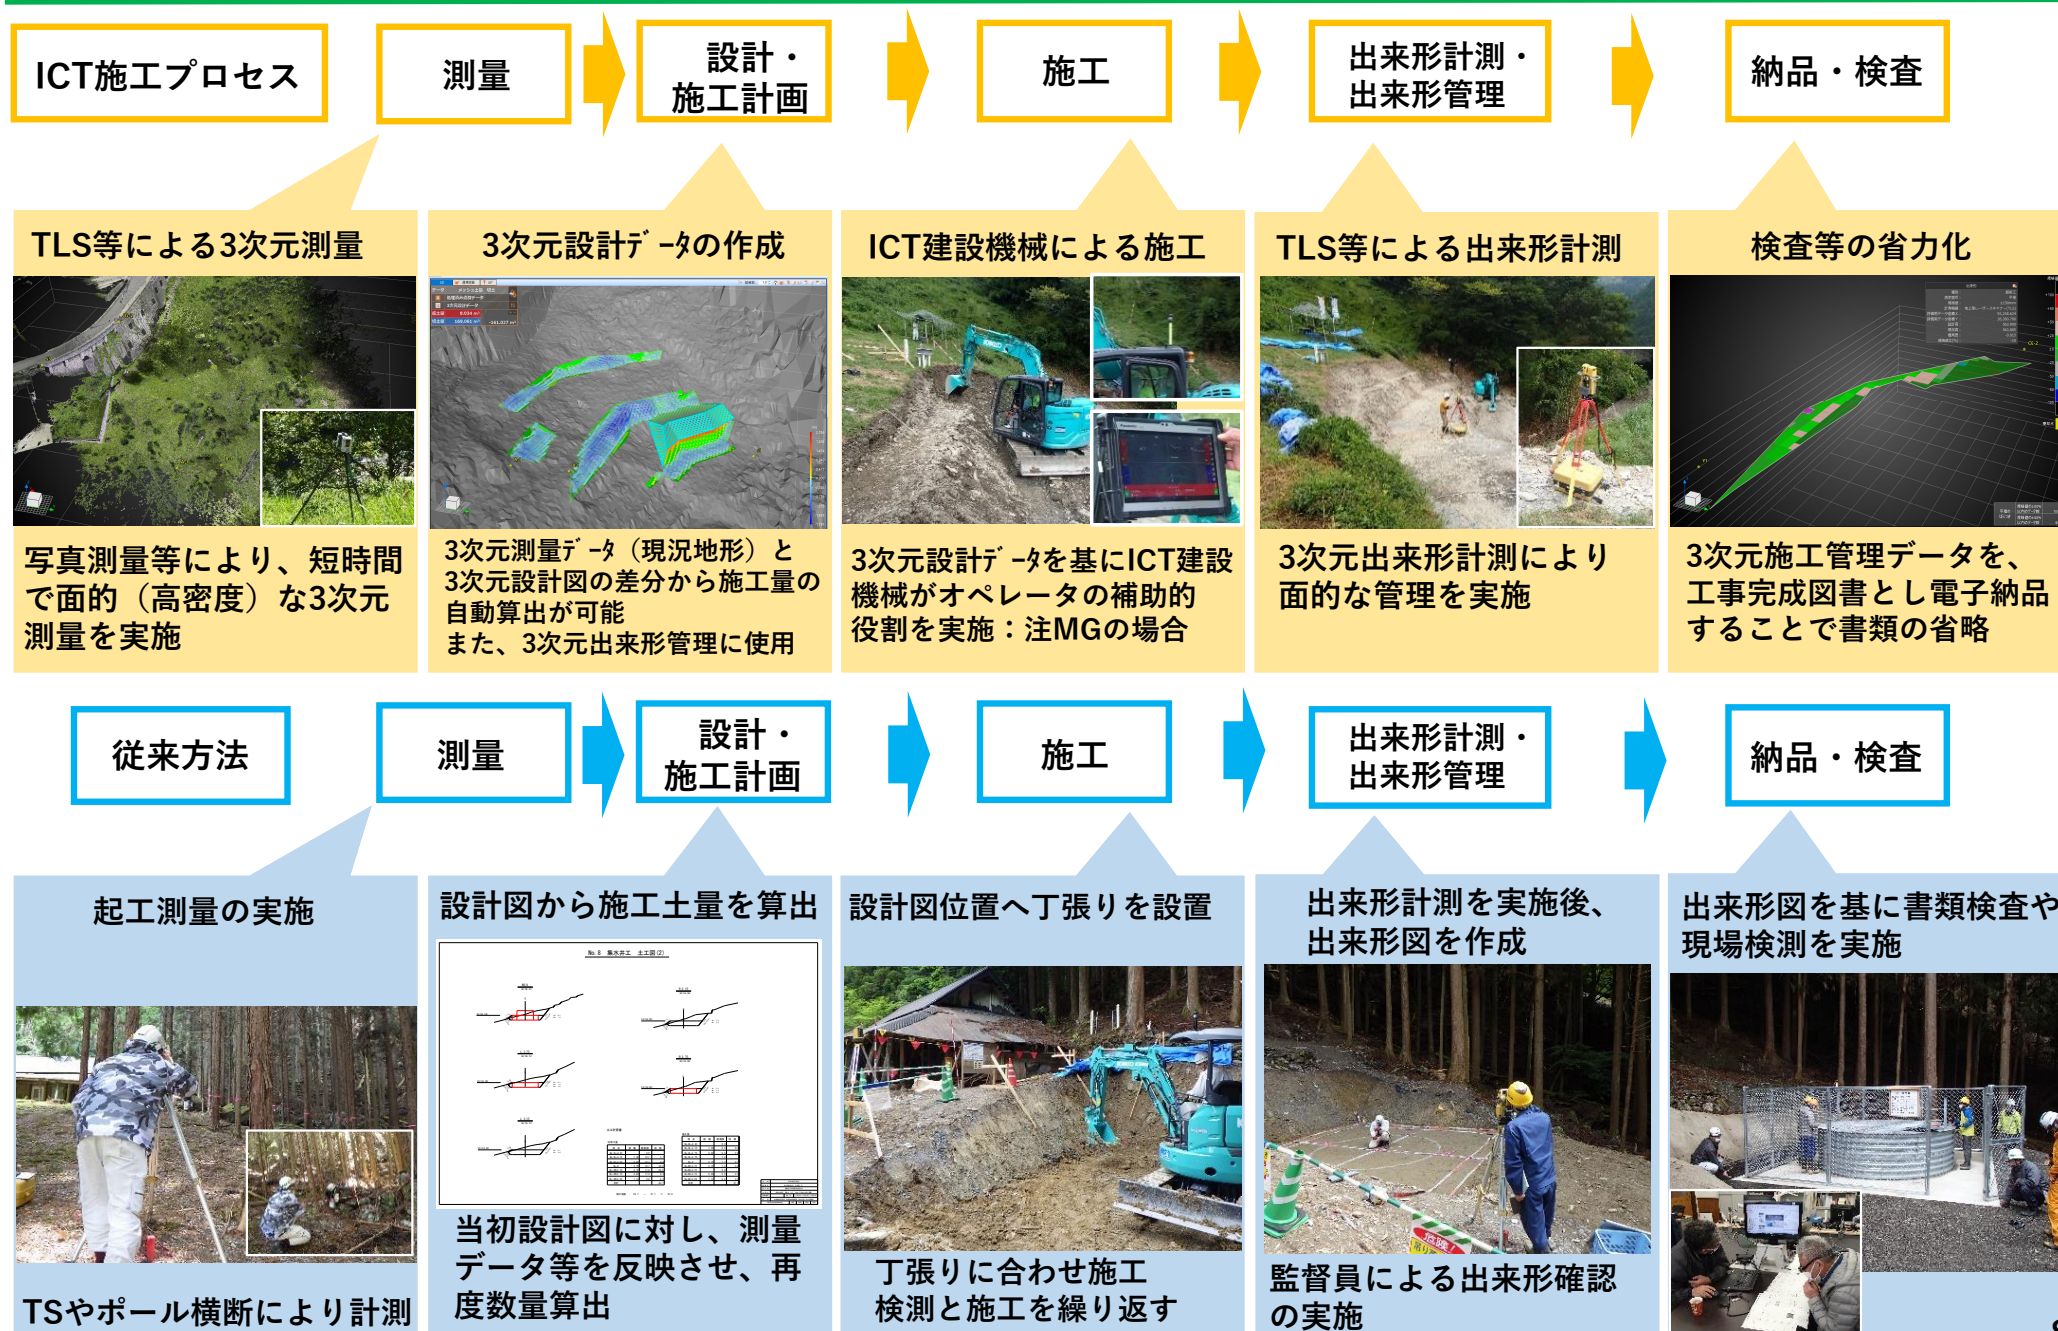 ICT施工プロセス
測量
設計・
施工計画
施工
出来形計測・
出来形管理
納品・検査
TLS等による3次元測量
写真測量等により、短時間
で面的（高密度）な3次元
測量を実施
3次元設計ﾃﾞｰﾀの作成
3次元測量ﾃﾞｰﾀ（現況地形）と
3次元設計図の差分から施工量の
自動算出が可能
また、3次元出来形管理に使用
ICT建設機械による施工
3次元設計ﾃﾞｰﾀを基にICT建設
機械がオペレータの補助的
役割を実施：注MGの場合
TLS等による出来形計測
3次元出来形計測により
面的な管理を実施
検査等の省力化
3次元施工管理データを、
工事完成図書とし電子納品
することで書類の省略
従来方法
測量
設計・
施工計画
施工
出来形計測・
出来形管理
納品・検査
起工測量の実施
TSやポール横断により計測
設計図から施工土量を算出
No.8 集水井工 土工図(2)
当初設計図に対し、測量
データ等を反映させ、再
度数量算出
設計図位置へ丁張りを設置
丁張りに合わせ施工
検測と施工を繰り返す
出来形計測を実施後、
出来形図を作成
危険!
監督員による出来形確認
の実施
出来形図を基に書類検査や
現場検測を実施